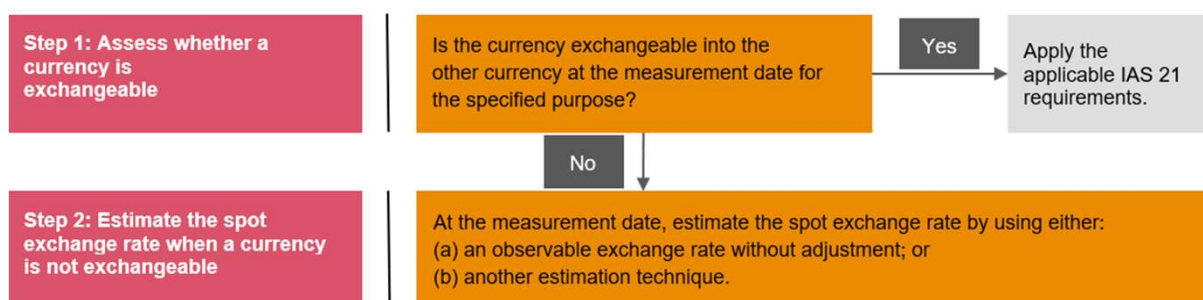 Step 1: Assess whether a
currency is
exchangeable
Is the currency exchangeable into the
other currency at the measurement date for
the specified purpose?
Yes
Apply the
applicable IAS 21
requirements.
No
Step 2: Estimate the spot
exchange rate when a currency
is not exchangeable
At the measurement date, estimate the spot exchange rate by using either:
(a) an observable exchange rate without adjustment; or
(b) another estimation technique.